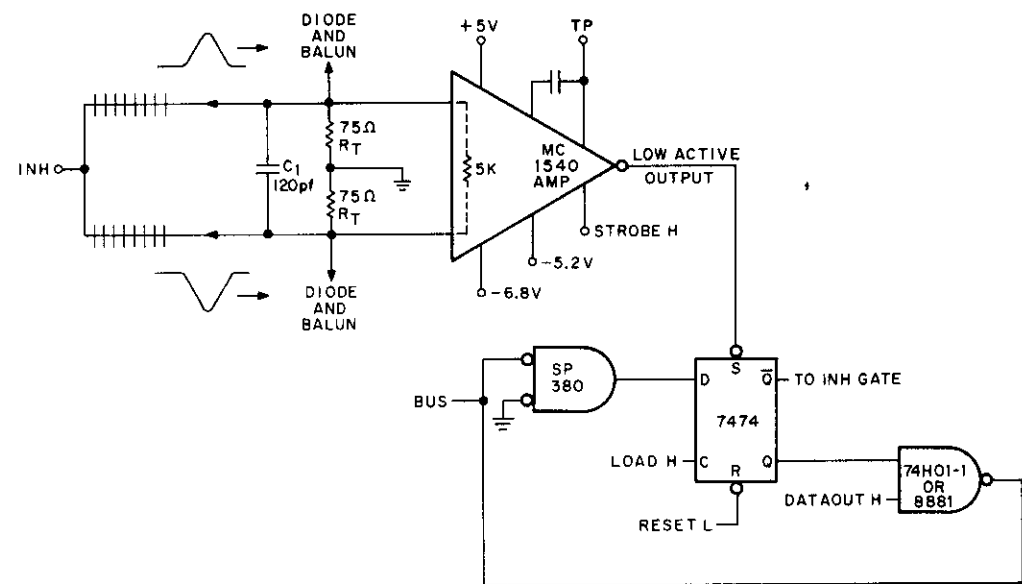 DIODE
AND
BALUN
+5V
TP
INH
C1
120pf
75Ω
RT
75Ω
RT
5K
MC
1540
AMP
LOW ACTIVE
OUTPUT
STROBE H
-5.2V
-6.8V
DIODE
AND
BALUN
BUS
SP
380
D
S
Q̅
TO INH GATE
7474
LOAD H
C
R
Q
74H01-1
OR
8881
DATAOUT H
RESET L